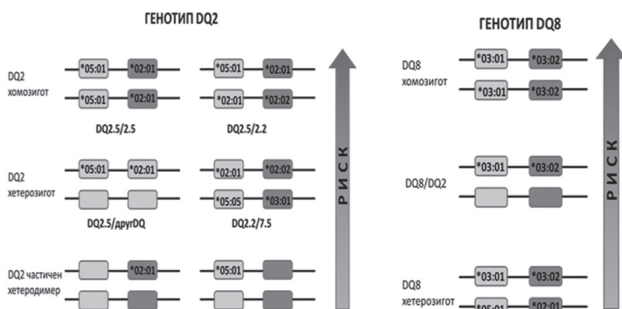 ГЕНОТИП DQ2
DQ2
хомозигот
*05:01 *02:01 *05:01 *02:01
*05:01 *02:01 *02:01 *02:02
DQ2.5/2.5 DQ2.5/2.2
DQ2
хетерозигот
*05:01 *02:01 *02:01 *02:02
*05:05 *03:01
DQ2.5/другDQ DQ2.2/7.5
DQ2 частичен
хетеродимер
*02:01 *05:01
РИСК
ГЕНОТИП DQ8
DQ8
хомозигот
*03:01 *03:02
*03:01 *03:02
DQ8/DQ2
*03:01 *03:02
DQ8
хетерозигот
*03:01 *03:02
*05:01 *02:01
РИСК